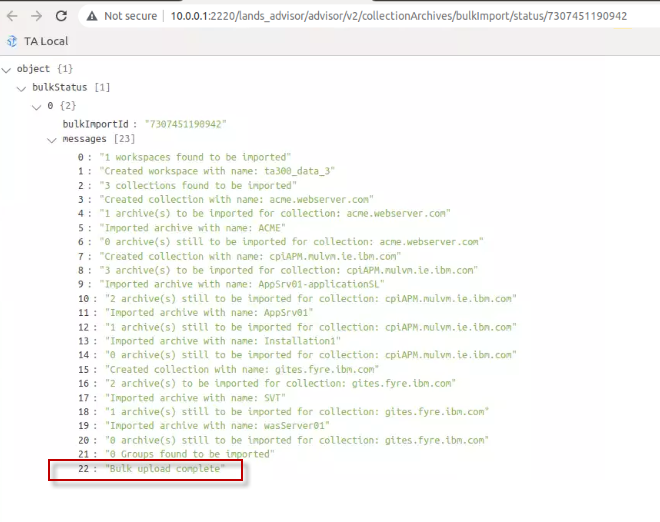 Not secure | 10.0.0.1:2220/lands_advisor/advisor/v2/collectionArchives/bulkImport/status/7307451190942
TA Local
object {1}
bulkStatus [1]
0 {2}
bulkImportId : "7307451190942"
messages [23]
0 : "1 workspaces found to be imported"
1 : "Created workspace with name: ta300_data_3"
2 : "3 collections found to be imported"
3 : "Created collection with name: acme.webserver.com"
4 : "1 archive(s) to be imported for collection: acme.webserver.com"
5 : "Imported archive with name: ACME"
6 : "0 archive(s) still to be imported for collection: acme.webserver.com"
7 : "Created collection with name: cpiAPM.mulvm.ie.ibm.com"
8 : "3 archive(s) to be imported for collection: cpiAPM.mulvm.ie.ibm.com"
9 : "Imported archive with name: AppSrv01-applicationSL"
10 : "2 archive(s) still to be imported for collection: cpiAPM.mulvm.ie.ibm.com"
11 : "Imported archive with name: AppSrv01"
12 : "1 archive(s) still to be imported for collection: cpiAPM.mulvm.ie.ibm.com"
13 : "Imported archive with name: Installation1"
14 : "0 archive(s) still to be imported for collection: cpiAPM.mulvm.ie.ibm.com"
15 : "Created collection with name: gites.fyre.ibm.com"
16 : "2 archive(s) to be imported for collection: gites.fyre.ibm.com"
17 : "Imported archive with name: SVT"
18 : "1 archive(s) still to be imported for collection: gites.fyre.ibm.com"
19 : "Imported archive with name: wasServer01"
20 : "0 archive(s) still to be imported for collection: gites.fyre.ibm.com"
21 : "0 Groups found to be imported"
22 : "Bulk upload complete"